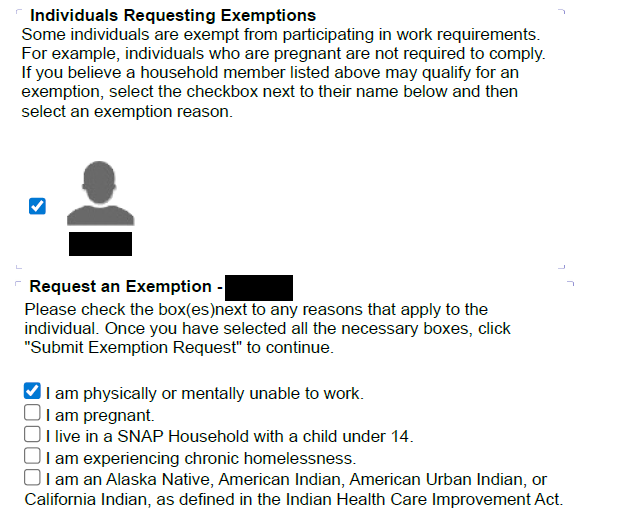 Individuals Requesting Exemptions
Some individuals are exempt from participating in work requirements.
For example, individuals who are pregnant are not required to comply.
If you believe a household member listed above may qualify for an
exemption, select the checkbox next to their name below and then
select an exemption reason.
Request an Exemption -
Please check the box(es)next to any reasons that apply to the
individual. Once you have selected all the necessary boxes, click
"Submit Exemption Request" to continue.
I am physically or mentally unable to work.
I am pregnant.
I live in a SNAP Household with a child under 14.
I am experiencing chronic homelessness.
I am an Alaska Native, American Indian, American Urban Indian, or
California Indian, as defined in the Indian Health Care Improvement Act.